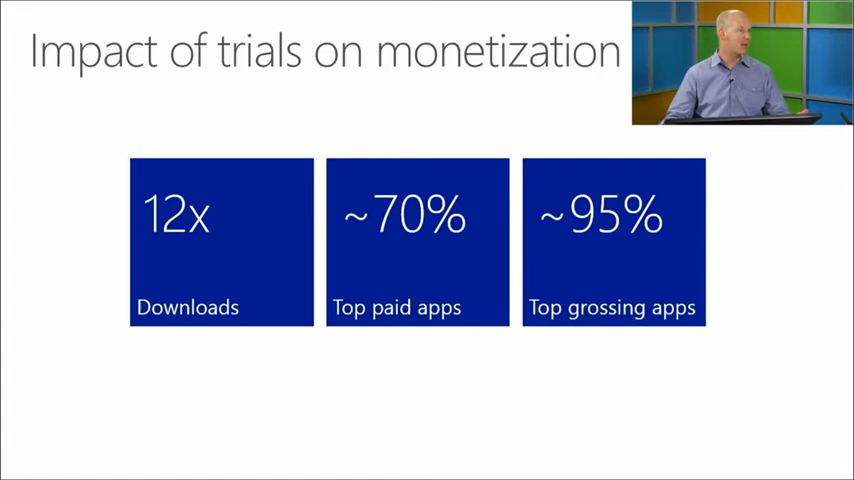 Impact of trials on monetization
12x
Downloads
~70%
Top paid apps
~95%
Top grossing apps